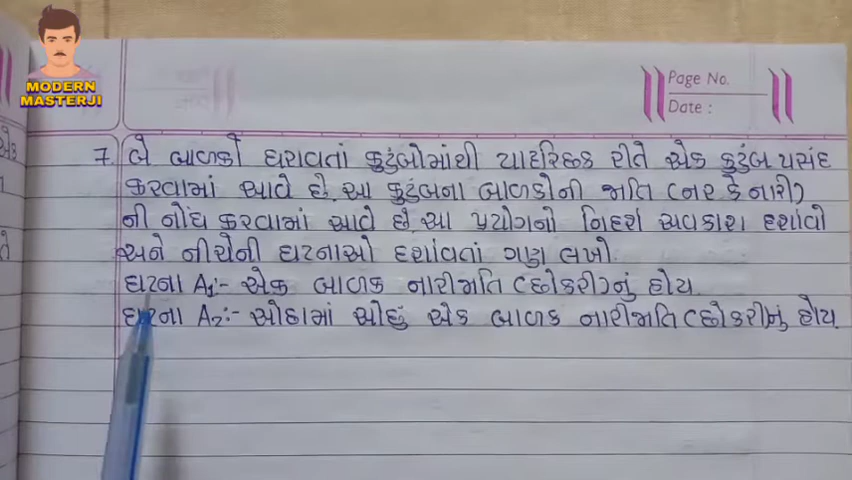 MODERN
MASTERJI
Page No.
Date :
7. બે બાળકો ધરાવતાં કુટુંબોમાંથી યાદચ્છિક રીતે એક કુટુંબ પસંદ
કરવામાં આવે છે. આ કુટુંબના બાળકોની જાતિ (નર કે નારી)
ની નોંધ કરવામાં આવે છે. આ પ્રયોગનો નિદર્શ અવકાશ દર્શાવો
અને નીચેની ઘટનાઓ દર્શાવતાં ગણ લખો.
ઘટના A₁:- એક બાળક નારીજાતિ (છોકરી)નું હોય
ઘટના A₂:- ઓછામાં ઓછું એક બાળક નારીજાતિ (છોકરી)નું હોય